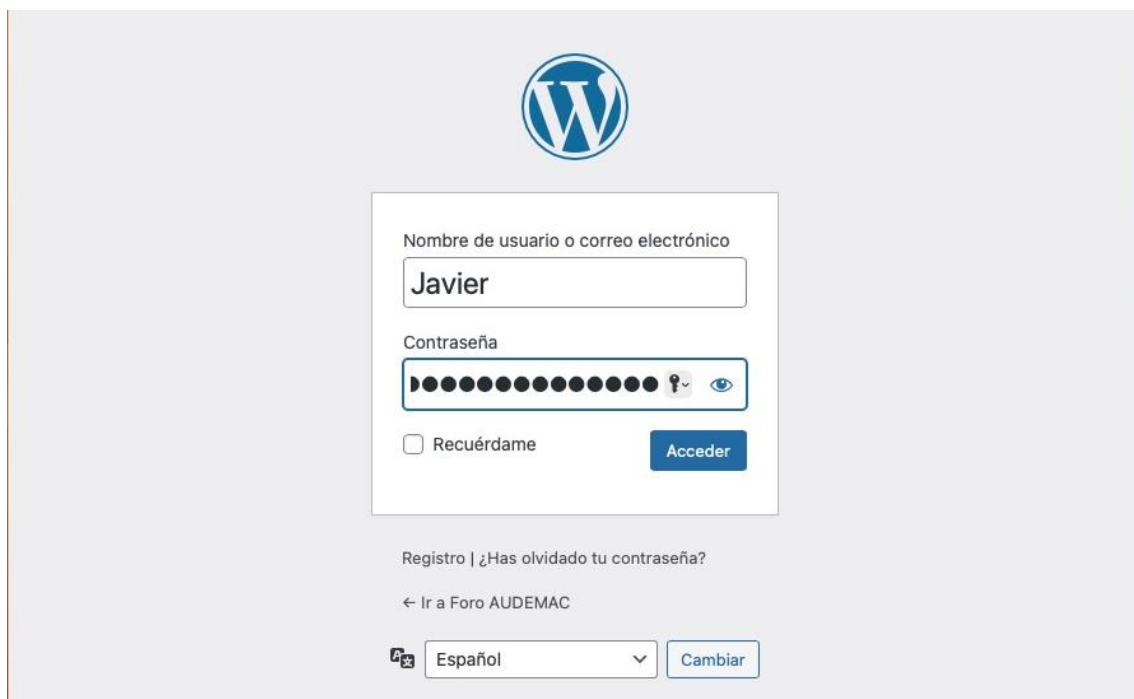 Nombre de usuario o correo electrónico
Javier
Contraseña
Recuérdame
Acceder
Registro | ¿Has olvidado tu contraseña?
← Ir a Foro AUDEMAC
Español
Cambiar